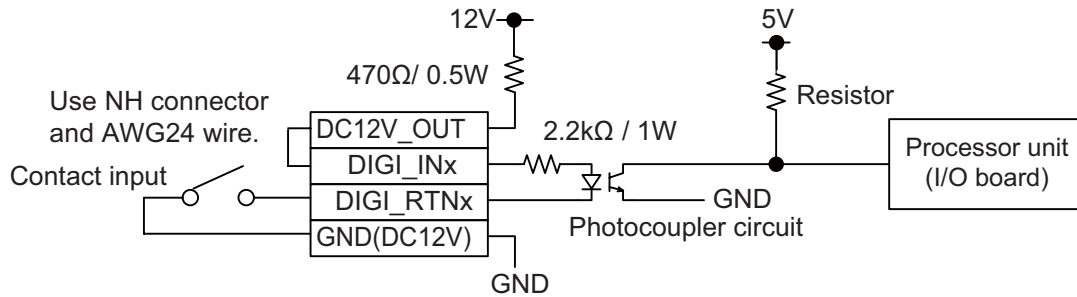 12V
5V
470Ω/ 0.5W
Resistor
Use NH connector
and AWG24 wire.
DC12V_OUT
2.2kΩ / 1W
DIGI_INx
Processor unit
(I/O board)
Contact input
DIGI_RTNx
GND
Photocoupler circuit
GND(DC12V)
GND